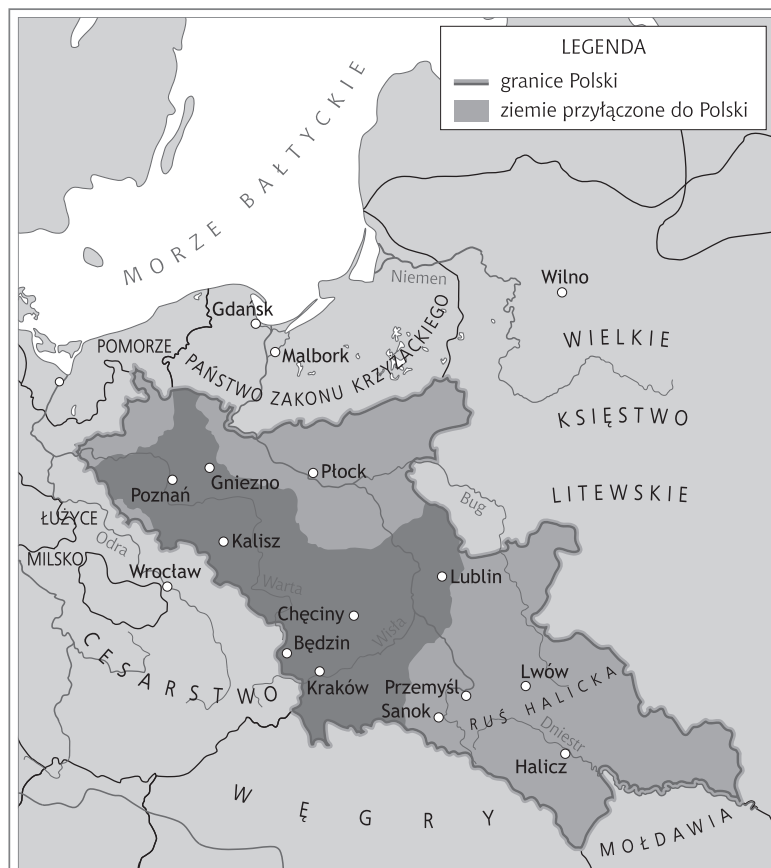 LEGENDA
granice Polski
ziemie przyłączone do Polski
MORZE BAŁTYCKIE
Niemen
Wilno
Gdańsk
WIELKIE
POMORZE
Malbork
PAŃSTWO ZAKONU KRZYŻACKIEGO
KSIĘSTWO
Płock
Gniezno
Poznań
LITEWSKIE
Bug
ŁUŻYCE
Kalisz
Odra
MILSKO
Wrocław
Lublin
Warta
Chęciny
Wisła
Będzin
CESARSTWO
Kraków
Przemyśl
Lwów
Sanok
RUŚ HALICKA
Dniestr
Halicz
WĘGRY
MOŁDAWIA